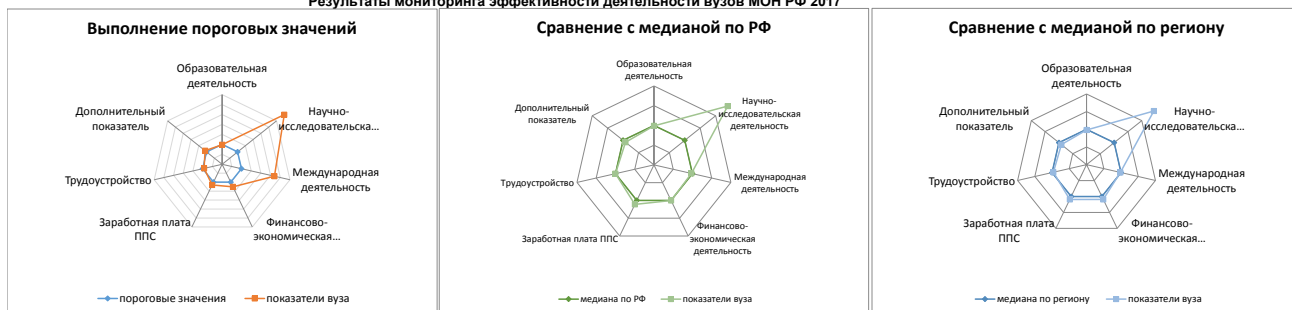 Результаты мониторинга эффективности деятельности вузов МОН РФ 2017
Выполнение пороговых значений
Образовательная
деятельность
Научно-
исследовательска...
Международная
деятельность
Финансово-
экономическая...
Заработная плата
ППС
Трудоустройство
Дополнительный
показатель
пороговые значения
показатели вуза
Сравнение с медианой по РФ
Образовательная
деятельность
Научно-
исследовательская
деятельность
Международная
деятельность
Финансово-
экономическая деятельность
Заработная плата ППС
Трудоустройство
Дополнительный
показатель
медиана по РФ
показатели вуза
Сравнение с медианой по региону
Образовательная
деятельность
Научно-
исследовательск...
Международная
деятельность
Финансово-
экономическая...
Заработная плата
ППС
Трудоустройство
Дополнительный
показатель
медиана по региону
показатели вуза